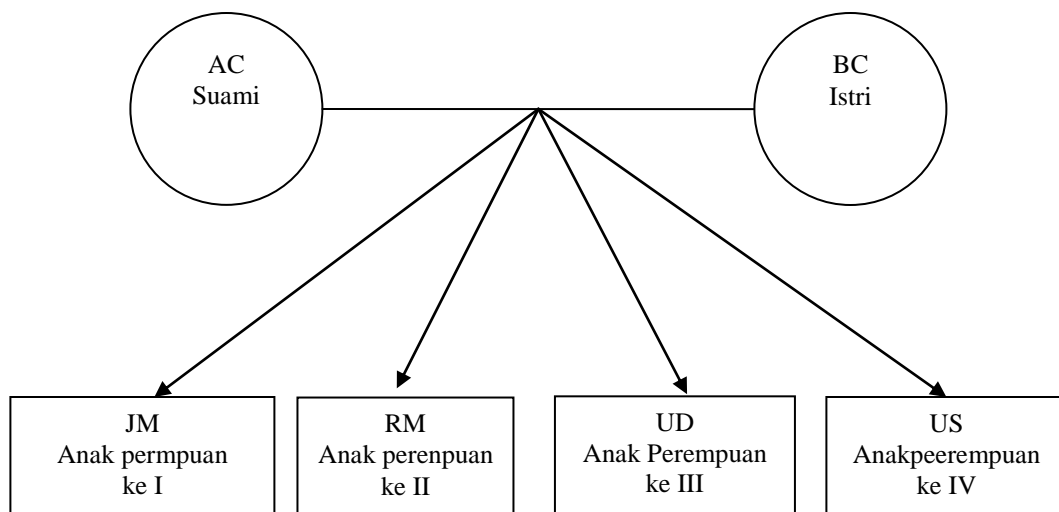 AC
Suami
BC
Istri
JM
Anak permpuan
ke I
RM
Anak perenpuan
ke II
UD
Anak Perempuan
ke III
US
Anakpeerempuan
ke IV